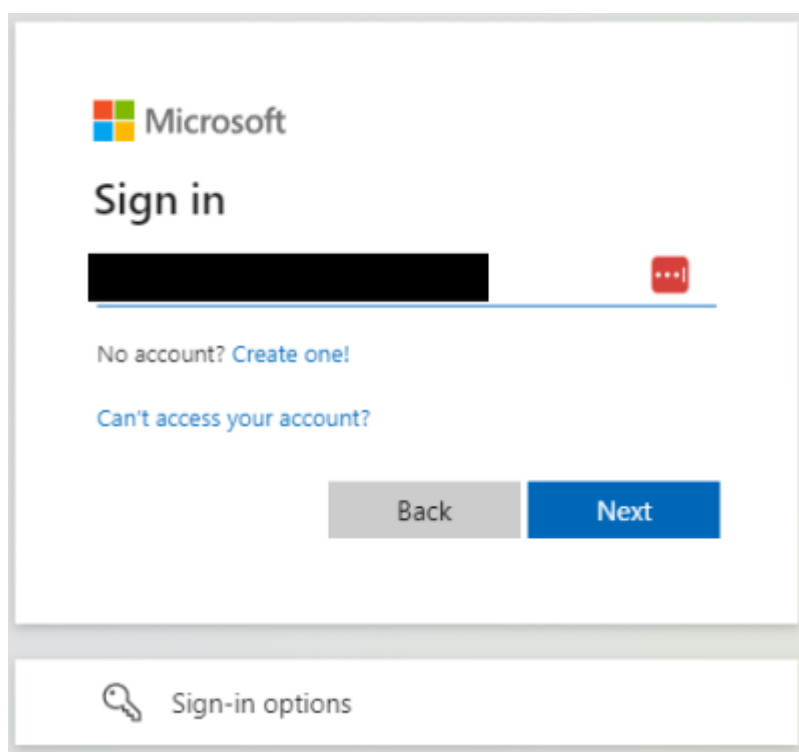 Microsoft
Sign in
No account? Create one!
Can't access your account?
Back
Next
Sign-in options